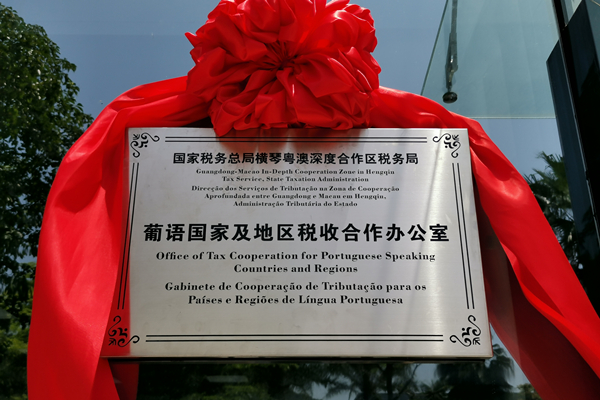 国家税务总局横琴粤澳深度合作区税务局
Guangdong-Macao In-Depth Cooperation Zone in Hengqin
Tax Service, State Taxation Administration
Direcção dos Serviços de Tributação na Zona de Cooperação
Aprofundada entre Guangdong e Macau em Hengqin,
Administração Tributária do Estado
葡语国家及地区税收合作办公室
Office of Tax Cooperation for Portuguese Speaking
Countries and Regions
Gabinete de Cooperação de Tributação para os
Países e Regiões de Língua Portuguesa